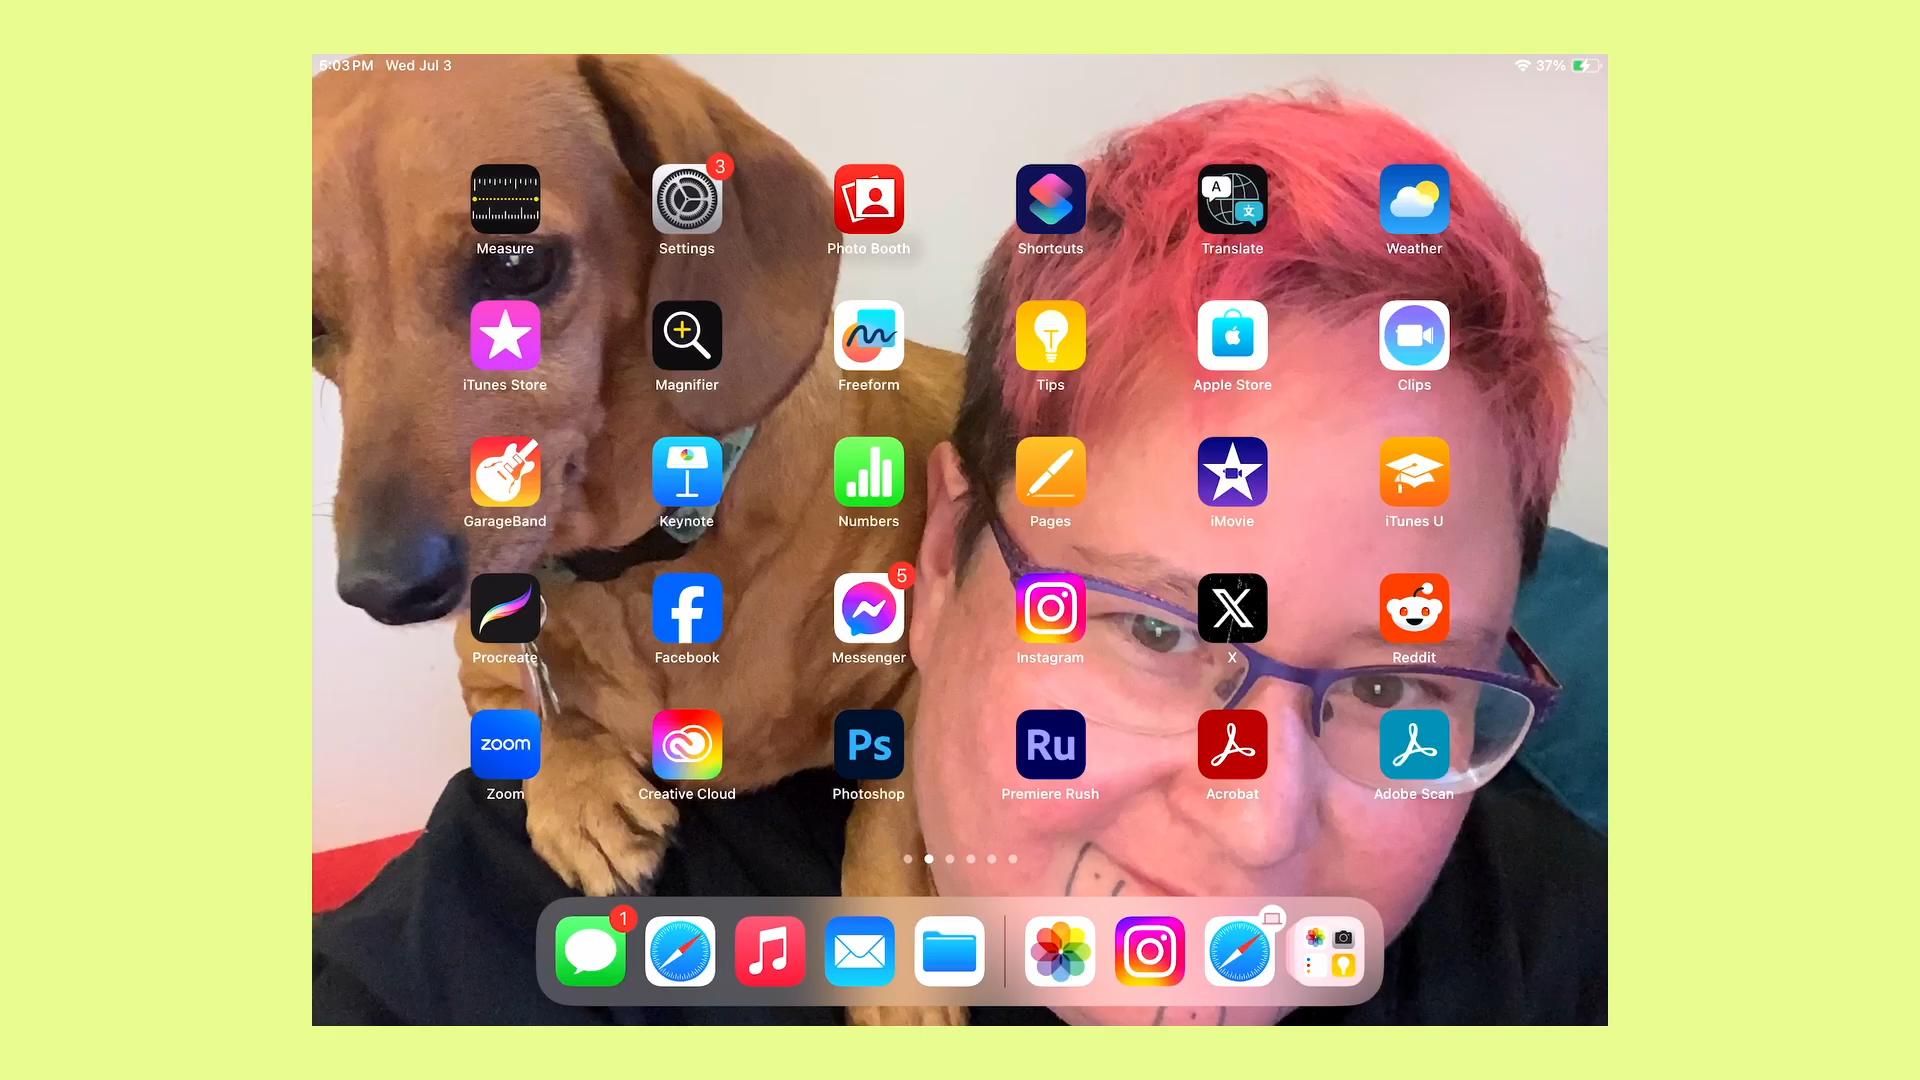 5:03 PM Wed Jul 3 37%
3
Measure Settings Photo Booth Shortcuts Translate Weather
iTunes Store Magnifier Freeform Tips Apple Store Clips
GarageBand Keynote Numbers Pages iMovie iTunes U
5
Procreate Facebook Messenger Instagram X Reddit
zoom Ps Ru
Zoom Creative Cloud Photoshop Premiere Rush Acrobat Adobe Scan
1